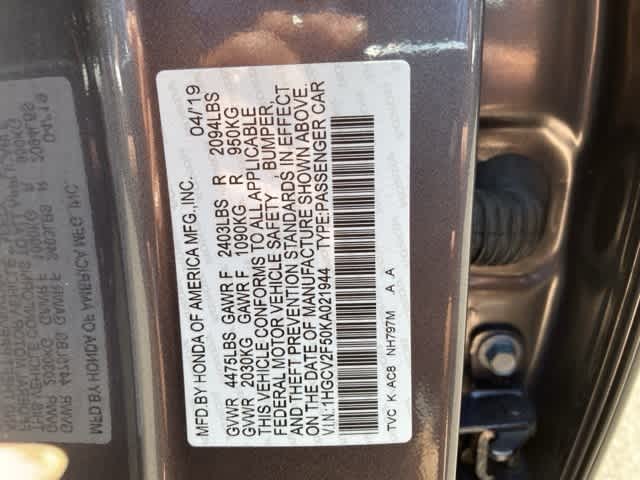 MFD. BY HONDA OF AMERICA MFG., INC. 04/19
GVWR 4475LBS GAWR F 2403LBS R 2094LBS
GVWR 2030KG GAWR F 1090KG R 950KG
THIS VEHICLE CONFORMS TO ALL APPLICABLE
FEDERAL MOTOR VEHICLE SAFETY, BUMPER,
AND THEFT PREVENTION STANDARDS IN EFFECT
ON THE DATE OF MANUFACTURE SHOWN ABOVE.
V.I.N.:1HGCV2F50KA021944 TYPE:PASSENGER CAR
TVC K AC8 NH797M A A